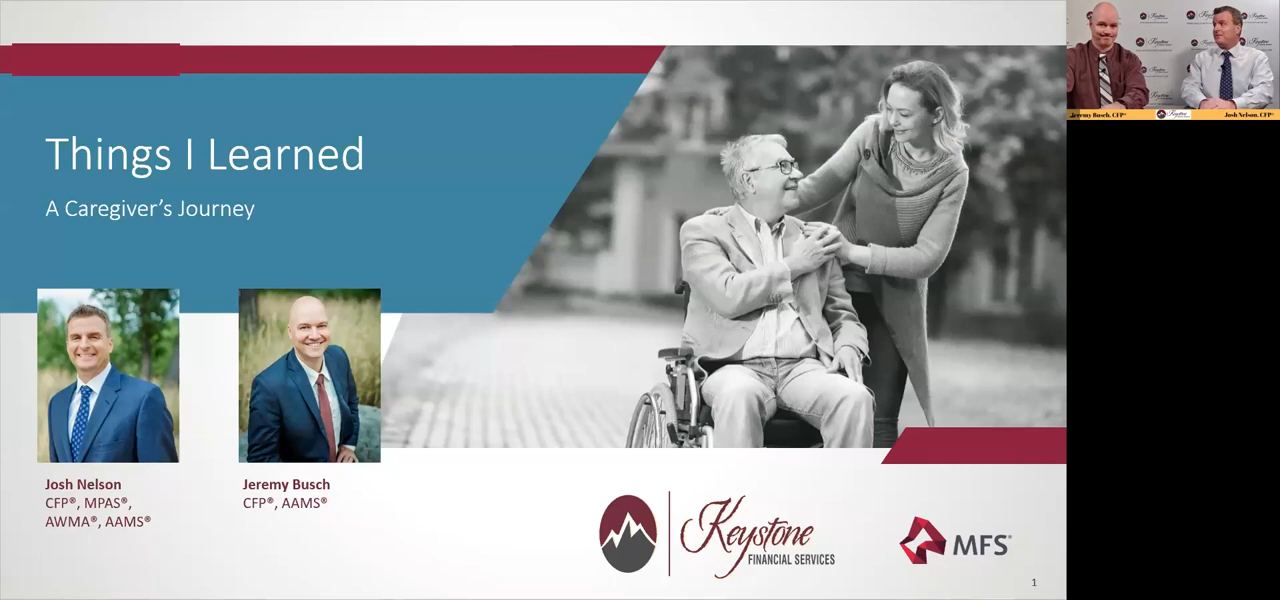 Things I Learned
A Caregiver's Journey
Josh Nelson
CFP®, MPAS®,
AWMA®, AAMS®
Jeremy Busch
CFP®, AAMS®
Keystone
FINANCIAL SERVICES
MFS®
1
Jeremy Busch, CFP®
Keystone
Josh Nelson, CFP®